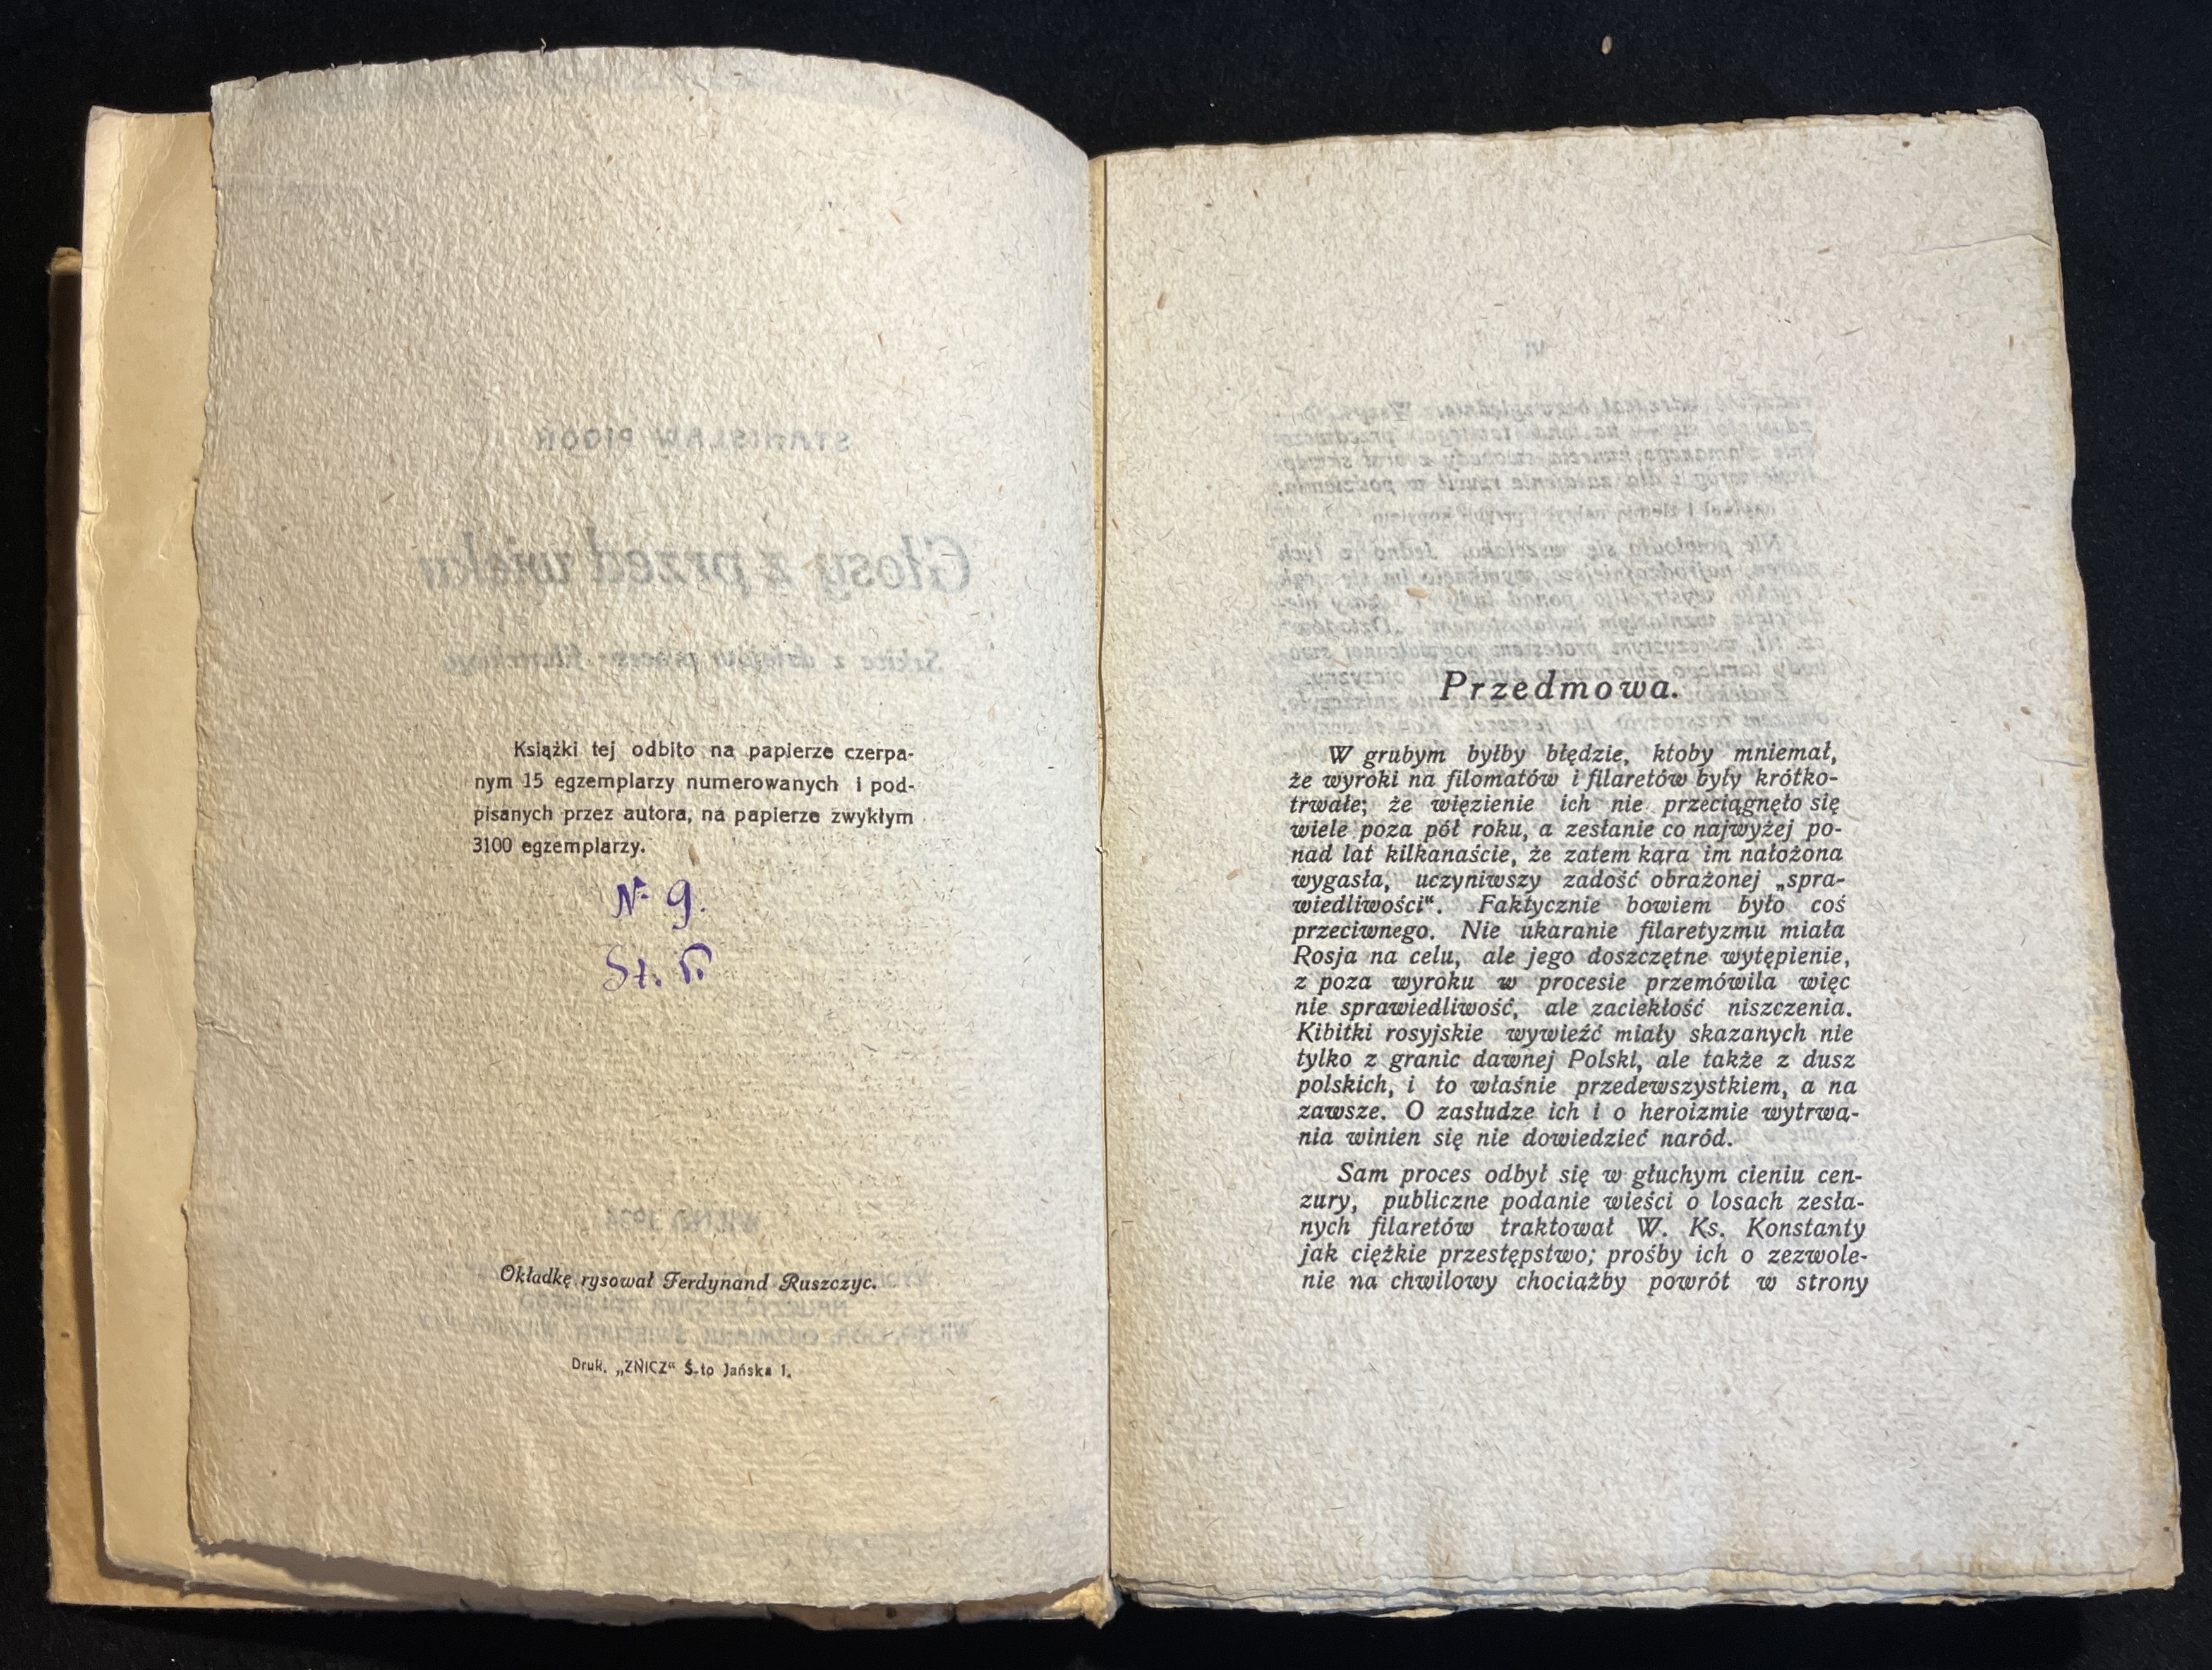 Książki tej odbito na papierze czerpa-
nym 15 egzemplarzy numerowanych i pod-
pisanych przez autora, na papierze zwykłym
3100 egzemplarzy.
№ 9.
St. P.
Okładkę rysował Ferdynand Ruszczyc.
Druk. „ZNICZ“ Ś-to Jańska 1.
Przedmowa.
W grubym byłby błędzie, ktoby mniemał,
że wyroki na filomatów i filaretów były krótko-
trwałe; że więzienie ich nie przeciągnęło się
wiele poza pół roku, a zesłanie co najwyżej po-
nad lat kilkanaście, że zatem kara im nałożona
wygasła, uczyniwszy zadość obrażonej „spra-
wiedliwości“. Faktycznie bowiem było coś
przeciwnego. Nie ukaranie filaretyzmu miała
Rosja na celu, ale jego doszczętne wytępienie,
z poza wyroku w procesie przemówila więc
nie sprawiedliwość, ale zaciekłość niszczenia.
Kibitki rosyjskie wywieźć miały skazanych nie
tylko z granic dawnej Polski, ale także z dusz
polskich, i to właśnie przedewszystkiem, a na
zawsze. O zasłudze ich i o heroizmie wytrwa-
nia winien się nie dowiedzieć naród.
Sam proces odbył się w głuchym cieniu cen-
zury, publiczne podanie wieści o losach zesła-
nych filaretów traktował W. Ks. Konstanty
jak ciężkie przestępstwo; prośby ich o zezwole-
nie na chwilowy chociażby powrót w strony